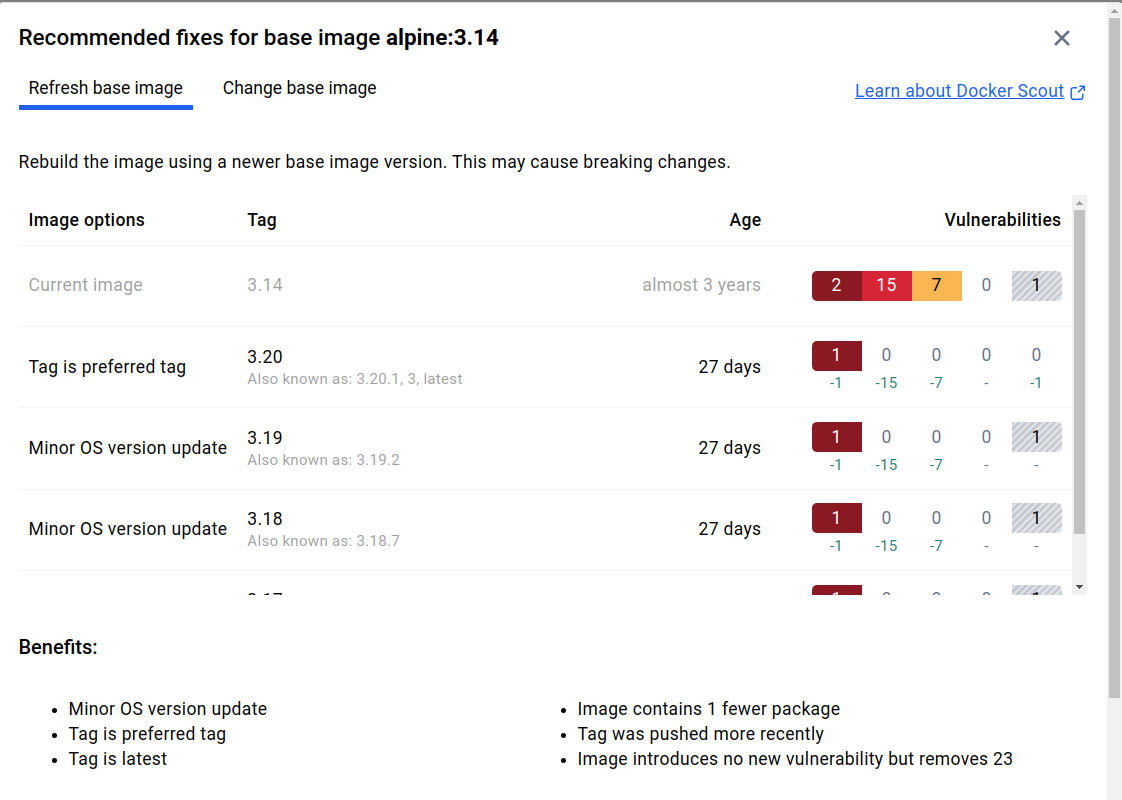 Recommended fixes for base image alpine:3.14
Refresh base image Change base image Learn about Docker Scout
Rebuild the image using a newer base image version. This may cause breaking changes.
Image options Tag Age Vulnerabilities
Current image 3.14 almost 3 years 2 15 7 0 1
Tag is preferred tag 3.20 27 days 1 0 0 0 0
Also known as: 3.20.1, 3, latest -1 -15 -7 - -1
Minor OS version update 3.19 27 days 1 0 0 0 1
Also known as: 3.19.2 -1 -15 -7 - -
Minor OS version update 3.18 27 days 1 0 0 0 1
Also known as: 3.18.7 -1 -15 -7 - -
Benefits:
• Minor OS version update
• Tag is preferred tag
• Tag is latest
• Image contains 1 fewer package
• Tag was pushed more recently
• Image introduces no new vulnerability but removes 23